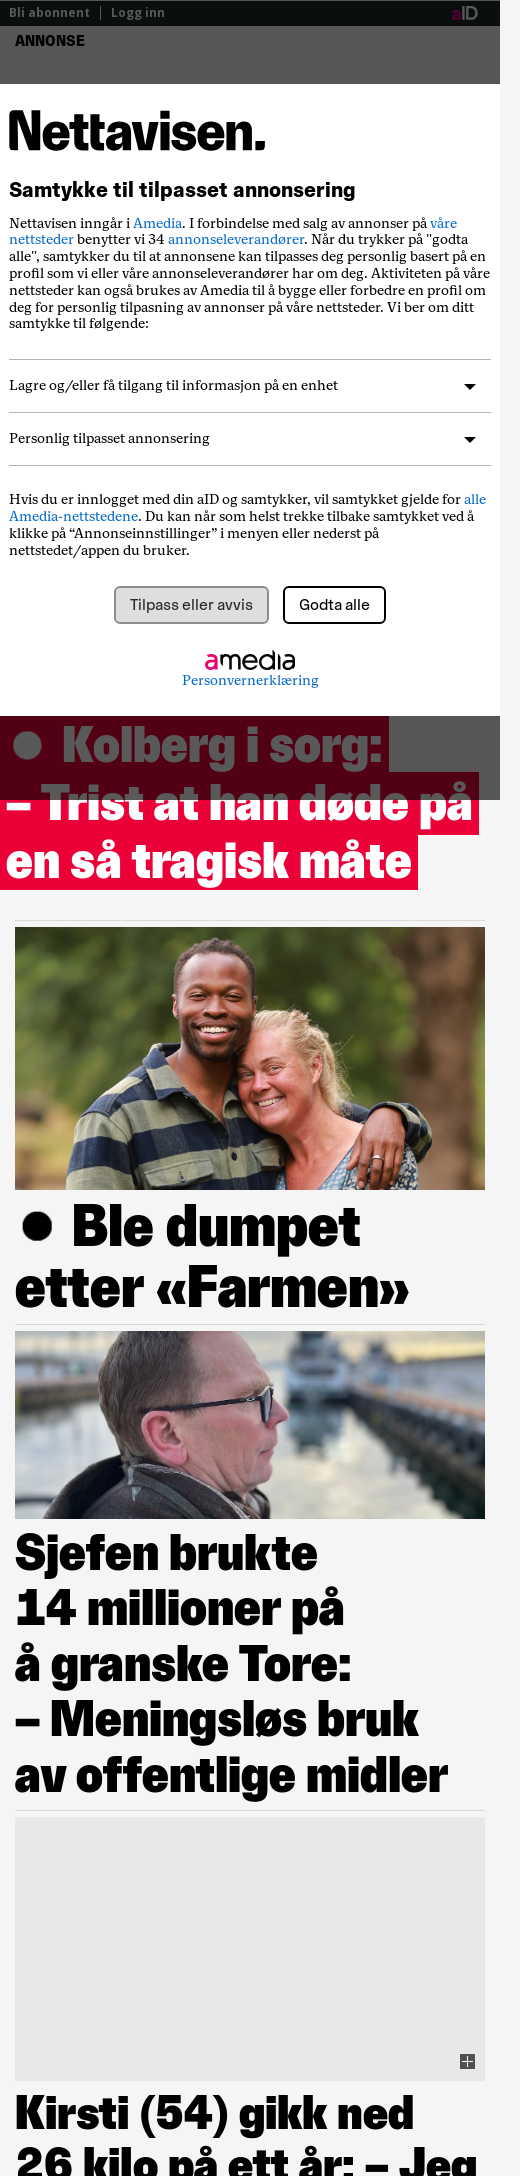 Bli abonnent | Logg inn
aID
ANNONSE
Nettavisen.
Samtykke til tilpasset annonsering
Nettavisen inngår i Amedia. I forbindelse med salg av annonser på våre
nettsteder benytter vi 34 annonseleverandører. Når du trykker på "godta
alle", samtykker du til at annonsene kan tilpasses deg personlig basert på en
profil som vi eller våre annonseleverandører har om deg. Aktiviteten på våre
nettsteder kan også brukes av Amedia til å bygge eller forbedre en profil om
deg for personlig tilpasning av annonser på våre nettsteder. Vi ber om ditt
samtykke til følgende:
Lagre og/eller få tilgang til informasjon på en enhet
Personlig tilpasset annonsering
Hvis du er innlogget med din aID og samtykker, vil samtykket gjelde for alle
Amedia-nettstedene. Du kan når som helst trekke tilbake samtykket ved å
klikke på “Annonseinnstillinger” i menyen eller nederst på
nettstedet/appen du bruker.
Tilpass eller avvis
Godta alle
amedia
Personvernerklæring
Kolberg i sorg:
– Trist at han døde på
en så tragisk måte
Ble dumpet
etter «Farmen»
Sjefen brukte
14 millioner på
å granske Tore:
– Meningsløs bruk
av offentlige midler
Kirsti (54) gikk ned
26 kilo på ett år: – Jeg